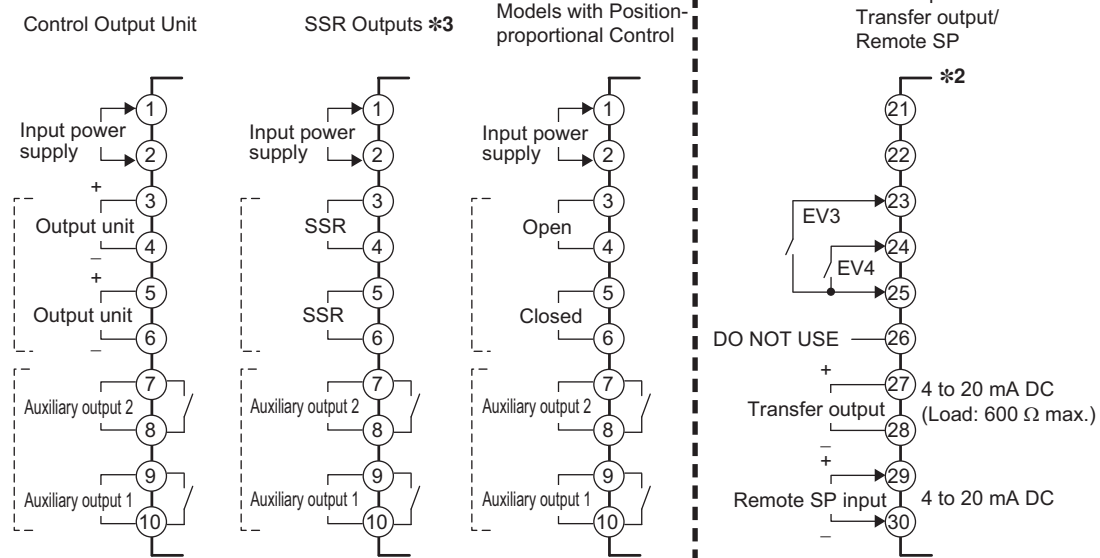 Control Output Unit
1
Input power
supply
2
+
3
Output unit
4
–
+
5
Output unit
6
–
7
Auxiliary output 2
8
9
Auxiliary output 1
10
SSR Outputs ✻3
1
Input power
supply
2
3
SSR
4
5
SSR
6
7
Auxiliary output 2
8
9
Auxiliary output 1
10
Models with Position-
proportional Control
1
Input power
supply
2
3
Open
4
5
Closed
6
7
Auxiliary output 2
8
9
Auxiliary output 1
10
Transfer output/
Remote SP
✻2
21
22
23
EV3
24
EV4
25
DO NOT USE
26
+
27
4 to 20 mA DC
Transfer output
(Load: 600 Ω max.)
28
–
+
29
Remote SP input
4 to 20 mA DC
30
–